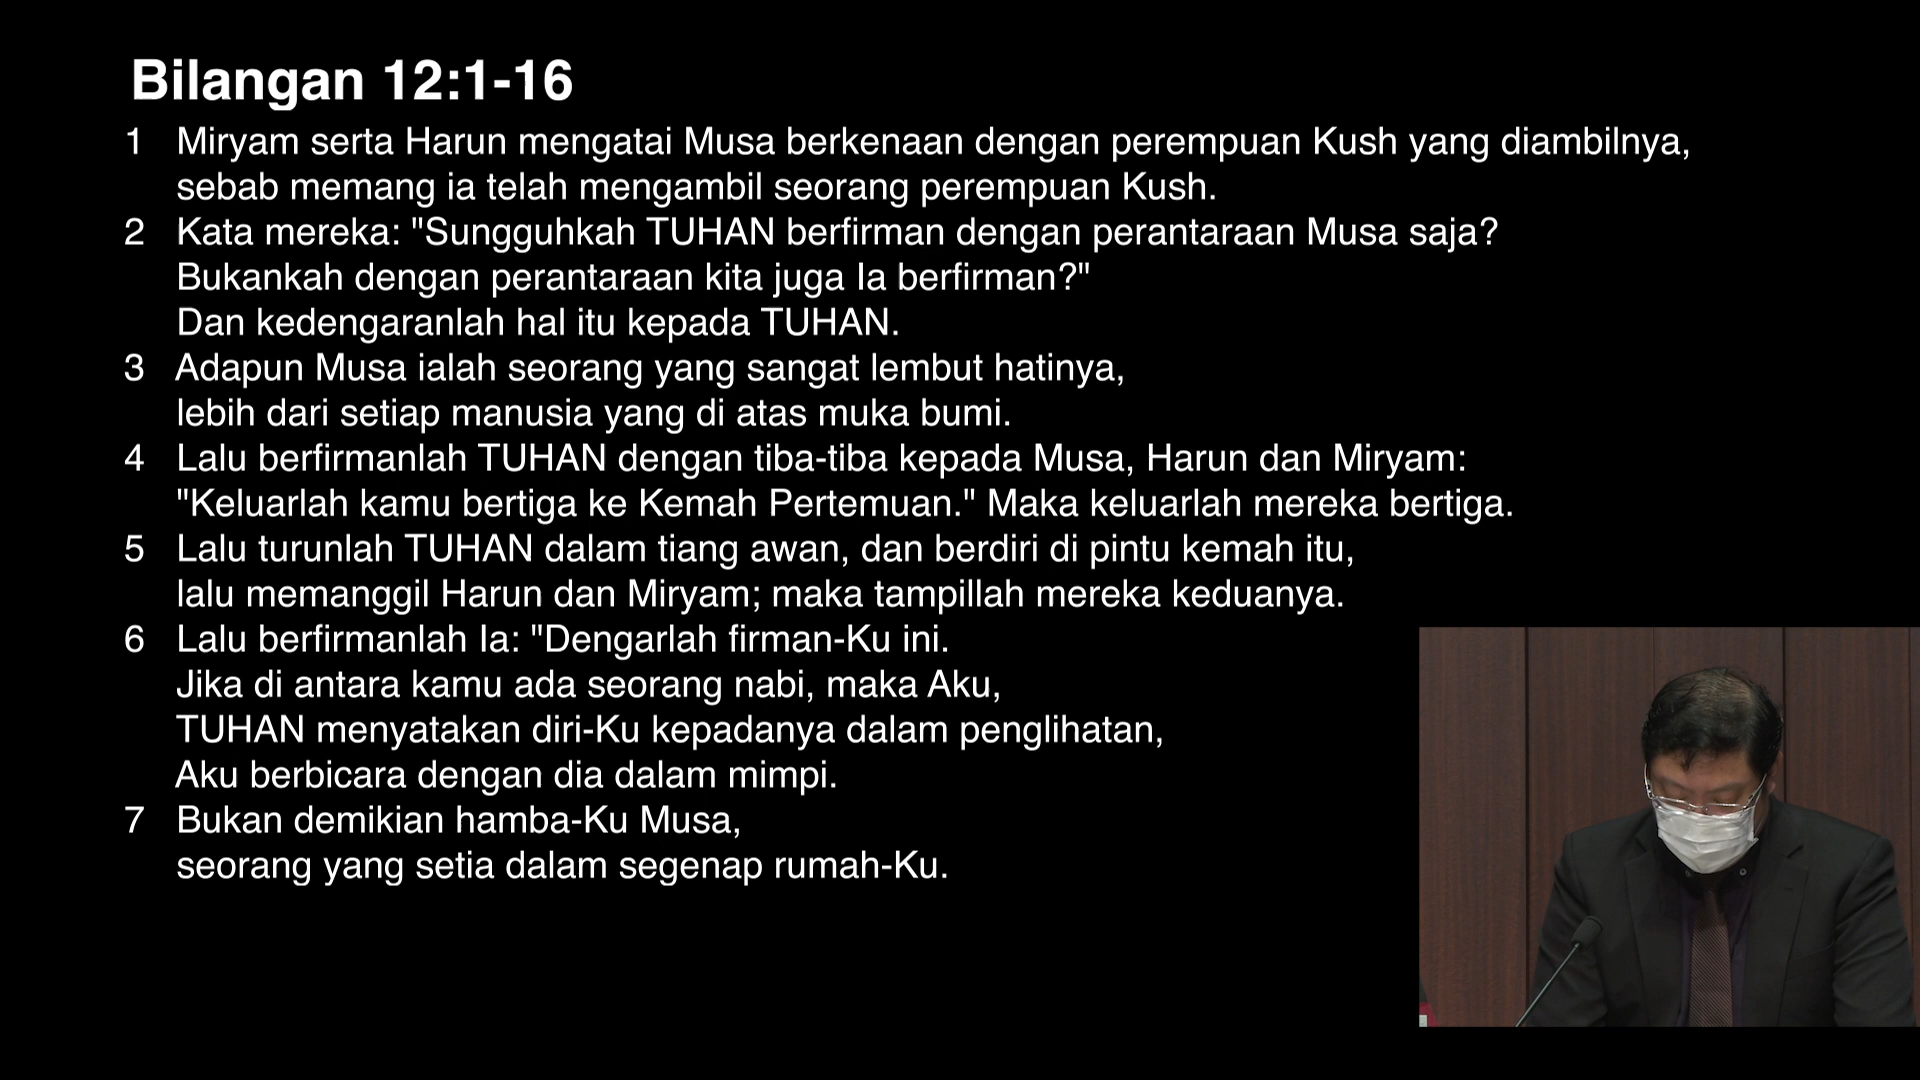 Bilangan 12:1-16
1 Miryam serta Harun mengatai Musa berkenaan dengan perempuan Kush yang diambilnya,
sebab memang ia telah mengambil seorang perempuan Kush.
2 Kata mereka: "Sungguhkah TUHAN berfirman dengan perantaraan Musa saja?
Bukankah dengan perantaraan kita juga Ia berfirman?"
Dan kedengaranlah hal itu kepada TUHAN.
3 Adapun Musa ialah seorang yang sangat lembut hatinya,
lebih dari setiap manusia yang di atas muka bumi.
4 Lalu berfirmanlah TUHAN dengan tiba-tiba kepada Musa, Harun dan Miryam:
"Keluarlah kamu bertiga ke Kemah Pertemuan." Maka keluarlah mereka bertiga.
5 Lalu turunlah TUHAN dalam tiang awan, dan berdiri di pintu kemah itu,
lalu memanggil Harun dan Miryam; maka tampillah mereka keduanya.
6 Lalu berfirmanlah Ia: "Dengarlah firman-Ku ini.
Jika di antara kamu ada seorang nabi, maka Aku,
TUHAN menyatakan diri-Ku kepadanya dalam penglihatan,
Aku berbicara dengan dia dalam mimpi.
7 Bukan demikian hamba-Ku Musa,
seorang yang setia dalam segenap rumah-Ku.